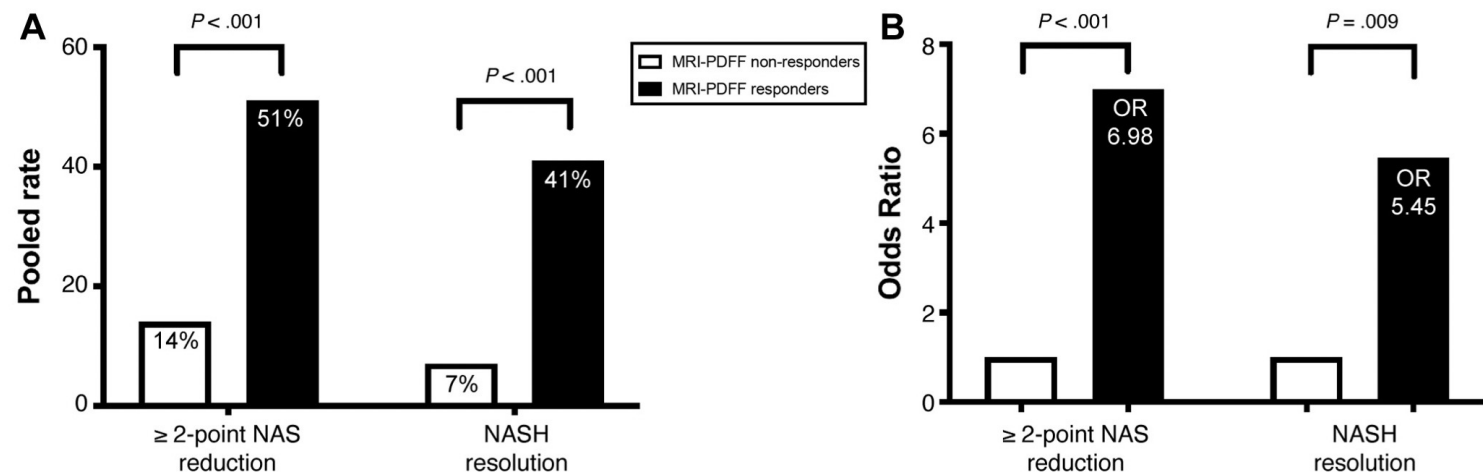 A
P < .001
60
40
20
0
Pooled rate
P < .001
14%
51%
7%
41%
≥ 2-point NAS
reduction
NASH
resolution
MRI-PDFF non-responders
MRI-PDFF responders
B
P < .001
P = .009
8
6
4
2
0
Odds Ratio
OR
6.98
OR
5.45
≥ 2-point NAS
reduction
NASH
resolution